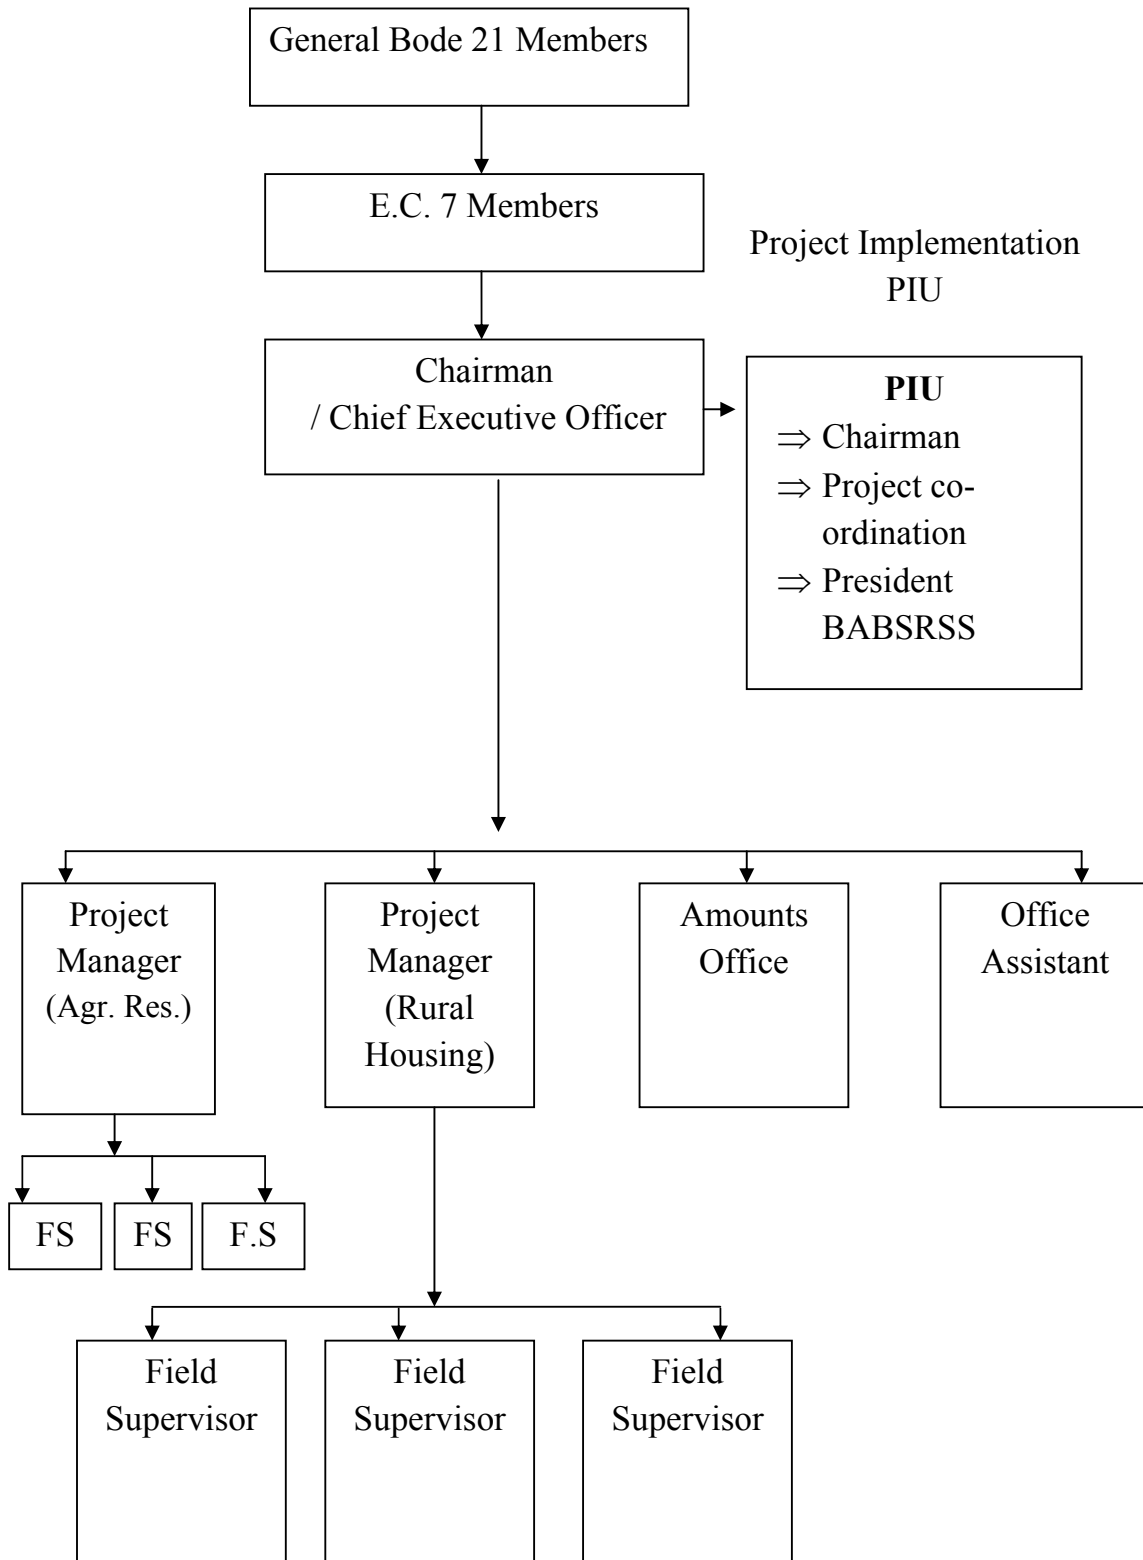 General Bode 21 Members
E.C. 7 Members
Project Implementation
PIU
Chairman
/ Chief Executive Officer
PIU
⇒ Chairman
⇒ Project co-
ordination
⇒ President
BABSRSS
Project
Manager
(Agr. Res.)
Project
Manager
(Rural
Housing)
Amounts
Office
Office
Assistant
FS
FS
F.S
Field
Supervisor
Field
Supervisor
Field
Supervisor